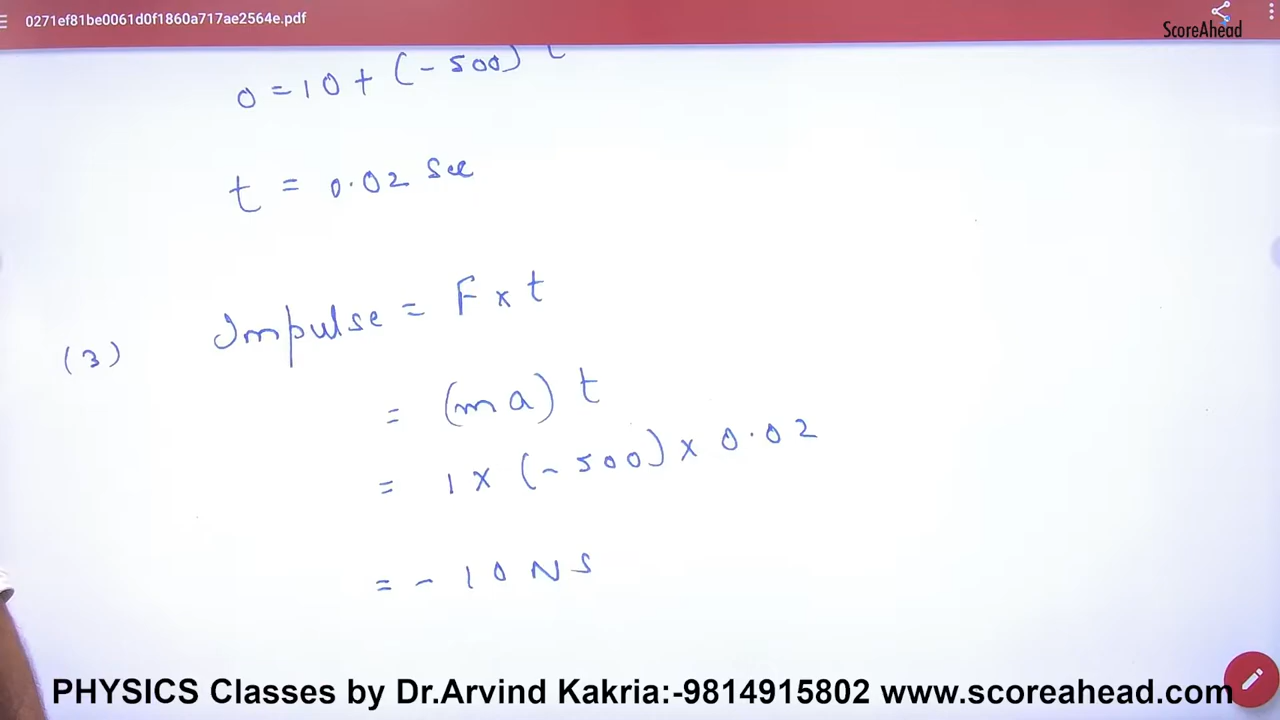 0271ef81be0061d0f1860a717ae2564e.pdf
ScoreAhead
0 = 10 + (-500) t
t = 0.02 Sec
(3) Impulse = F x t
= (ma) t
= 1 x (-500) x 0.02
= -10 NS
PHYSICS Classes by Dr.Arvind Kakria:-9814915802 www.scoreahead.com